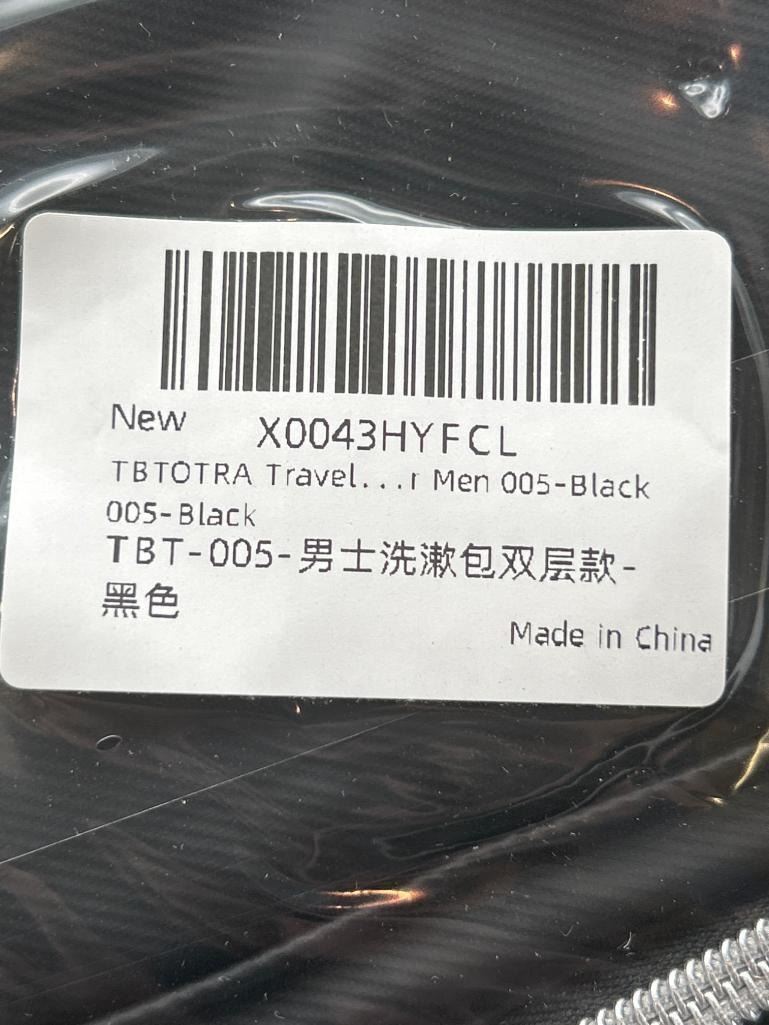 New X0043HYFCL
TBTOTRA Travel...r Men 005-Black
005-Black
TBT-005-男士洗漱包双层款-
黑色
Made in China